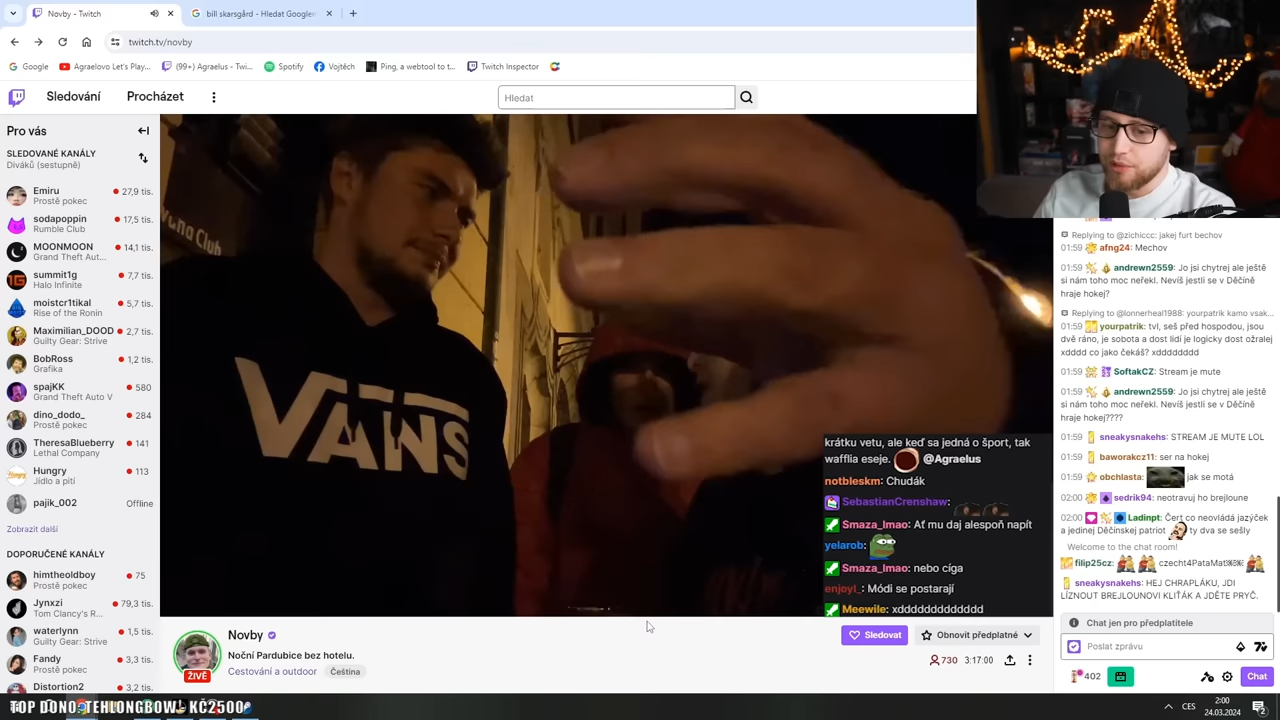 Novby - Twitch
bill skarsgård - Hledat Google
twitch.tv/novby
Google
Agraelovo Let's Play...
(99+) Agraelus - Twi...
Spotify
Vojtěch
Ping, a webtool to t...
Twitch Inspector
Sledování
Procházet
Hledat
Pro vás
SLEDOVANÉ KANÁLY
Diváků (sestupně)
Emiru
27,9 tis.
Prostě pokec
sodapoppin
17,5 tis.
Rumble Club
MOONMOON
14,1 tis.
Grand Theft Aut...
summit1g
7,7 tis.
Halo Infinite
moistcr1tikal
5,7 tis.
Rise of the Ronin
Maximilian_DOOD
2,7 tis.
Guilty Gear: Strive
BobRoss
1,2 tis.
Grafika
spajKK
580
Grand Theft Auto V
dino_dodo_
284
Prostě pokec
TheresaBlueberry
141
Lethal Company
Hungry
113
Jídlo a pití
pajik_002
Offline
Zobrazit další
DOPORUČENÉ KANÁLY
himtheoldboy
75
Prostě pokec
Jynxzi
79,3 tis.
Tom Clancy's R...
waterlynn
1,5 tis.
Guilty Gear: Strive
Fandy
3,3 tis.
Prostě pokec
Distortion2
3,2 tis.
TOP DONO: TEHLONGBOW - KČ2500
Club
VANS
krátku vetu, ale keď sa jedná o šport, tak
wafflia eseje. @Agraelus
notbleskm: Chudák
SebastianCrenshaw:
Smaza_lmao: Ať mu daj alespoň napít
yelarob:
Smaza_lmao: nebo cíga
enjoyl_: Módi se postarají
Meewile: xdddddddddddddd
Novby
Noční Pardubice bez hotelu.
Cestování a outdoor
Čeština
ŽIVĚ
Sledovat
Obnovit předplatné
730
3:17:00
Replying to @zichiccc: jakej furt bechov
01:59 afng24: Mechov
01:59 andrewn2559: Jo jsi chytrej ale ještě
si nám toho moc neřekl. Nevíš jestli se v Děčíně
hraje hokej?
Replying to @lonnerheal1988: yourpatrik kamo vsak...
01:59 yourpatrik: tvl, seš před hospodou, jsou
dvě ráno, je sobota a dost lidí je logicky dost ožralej
xdddd co jako čekáš? xdddddddd
01:59 SoftakCZ: Stream je mute
01:59 andrewn2559: Jo jsi chytrej ale ještě
si nám toho moc neřekl. Nevíš jestli se v Děčíně
hraje hokej????
01:59 sneakysnakehs: STREAM JE MUTE LOL
01:59 baworakcz11: ser na hokej
01:59 obchlasta: jak se motá
02:00 sedrik94: neotravuj ho brejloune
02:00 Ladinpt: Čert co neovládá jazýček
a jedinej Děčínskej patriot ty dva se sešly
Welcome to the chat room!
filip25cz: czecht4PataMat
sneakysnakehs: HEJ CHRAPLÁKU, JDI
LÍZNOUT BREJLOUNOVI KLIŤÁK A JDĚTE PRYČ.
Chat jen pro předplatitele
Poslat zprávu
402
Chat
CES
2:00
24.03.2024
2